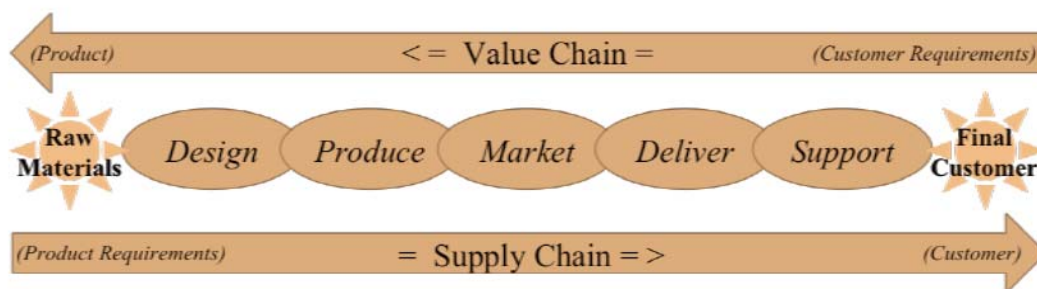 (Product) < = Value Chain = (Customer Requirements)
Raw Materials
Design
Produce
Market
Deliver
Support
Final Customer
(Product Requirements) = Supply Chain = > (Customer)